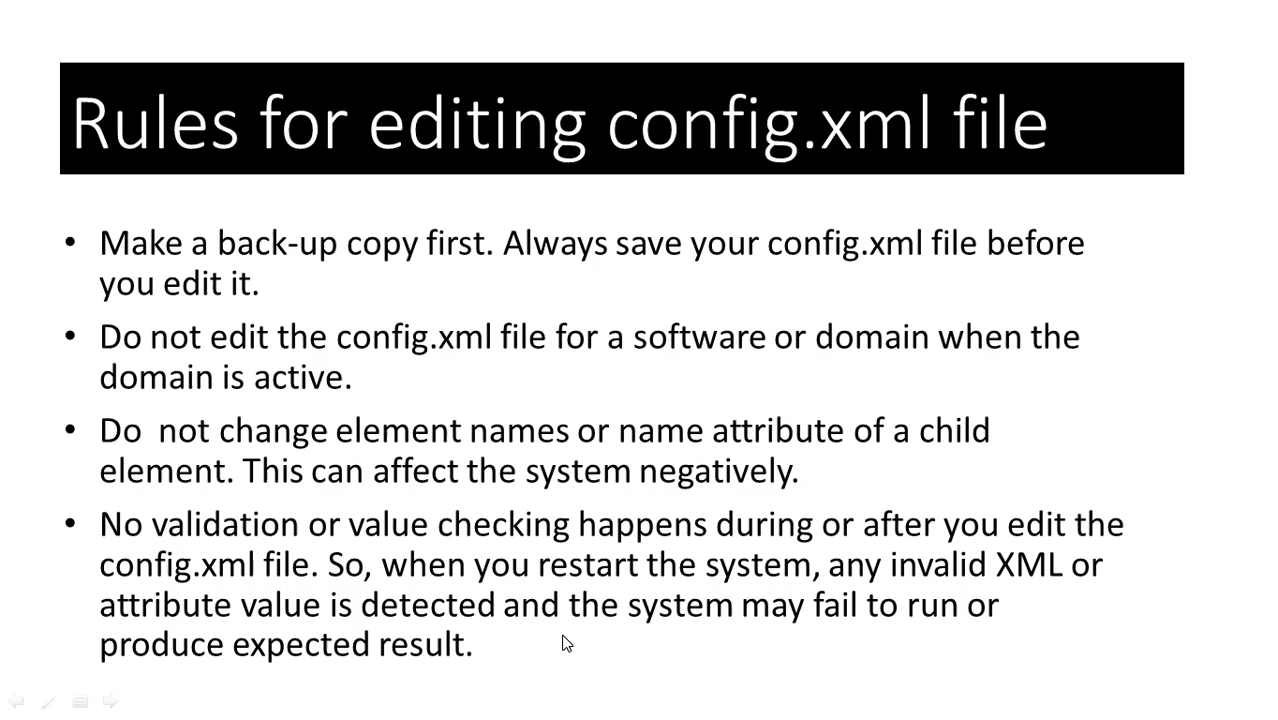 Rules for editing config.xml file
• Make a back-up copy first. Always save your config.xml file before
you edit it.
• Do not edit the config.xml file for a software or domain when the
domain is active.
• Do  not change element names or name attribute of a child
element. This can affect the system negatively.
• No validation or value checking happens during or after you edit the
config.xml file. So, when you restart the system, any invalid XML or
attribute value is detected and the system may fail to run or
produce expected result.